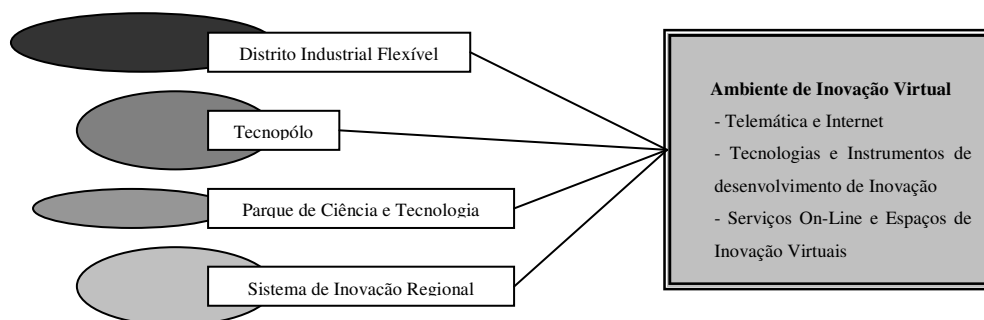 Distrito Industrial Flexível
Tecnopólo
Parque de Ciência e Tecnologia
Sistema de Inovação Regional
Ambiente de Inovação Virtual
- Telemática e Internet
- Tecnologias e Instrumentos de
desenvolvimento de Inovação
- Serviços On-Line e Espaços de
Inovação Virtuais